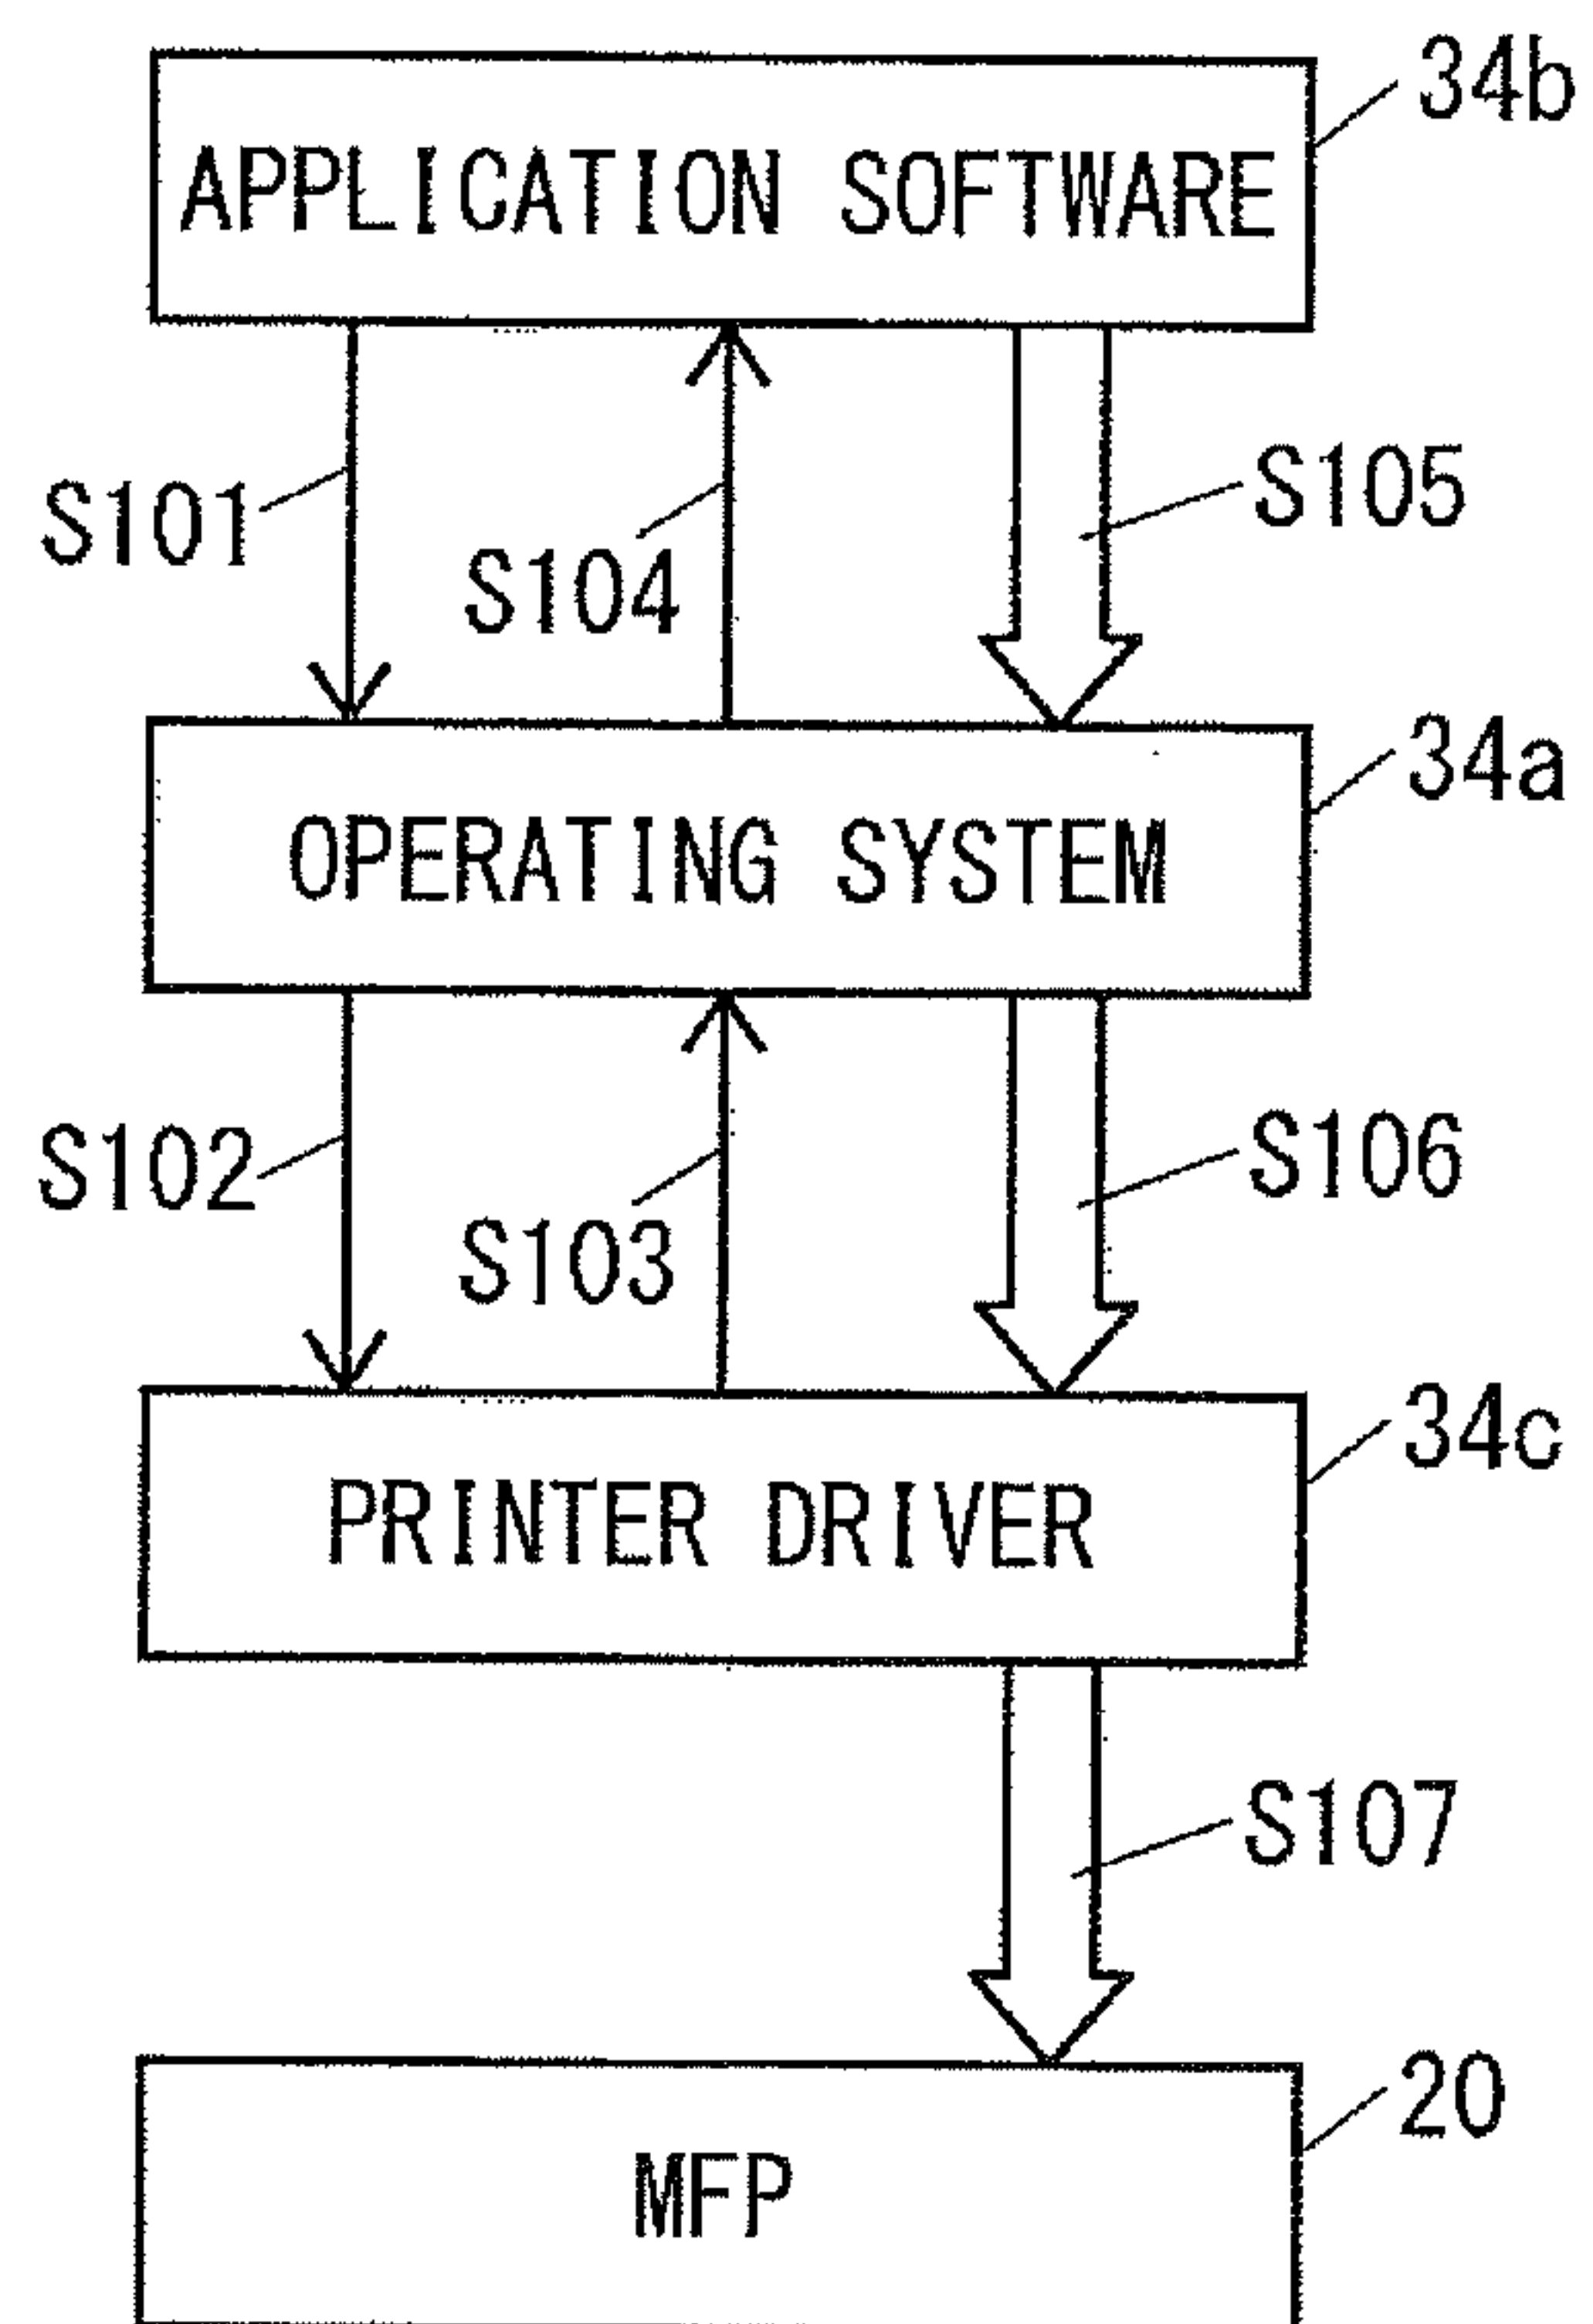 34b
APPLICATION SOFTWARE
S101
S104
S105
34a
OPERATING SYSTEM
S102
S103
S106
34c
PRINTER DRIVER
S107
20
MFP